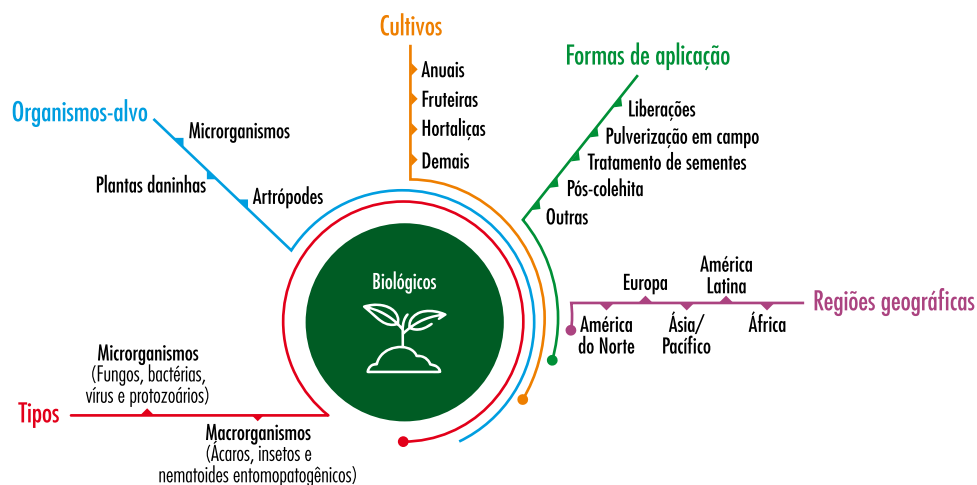 Cultivos
Anuais
Fruteiras
Hortaliças
Demais
Formas de aplicação
Liberações
Pulverização em campo
Tratamento de sementes
Pós-colehita
Outras
Organismos-alvo
Microrganismos
Plantas daninhas
Artrópodes
Biológicos
Regiões geográficas
América
do Norte
Europa
Ásia/
Pacífico
América
Latina
África
Tipos
Microrganismos
(Fungos, bactérias,
vírus e protozoários)
Macrorganismos
(Ácaros, insetos e
nematoides entomopatogênicos)